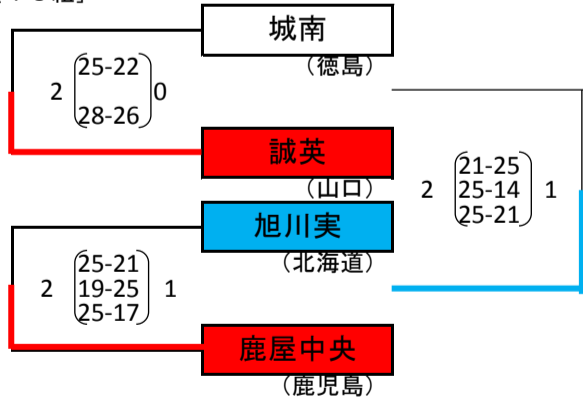 城南
(徳島)
2 25-22 0
28-26
誠英
(山口)
旭川実
(北海道)
2 25-21 1
19-25
25-17
鹿屋中央
(鹿児島)
2 21-25 1
25-14
25-21